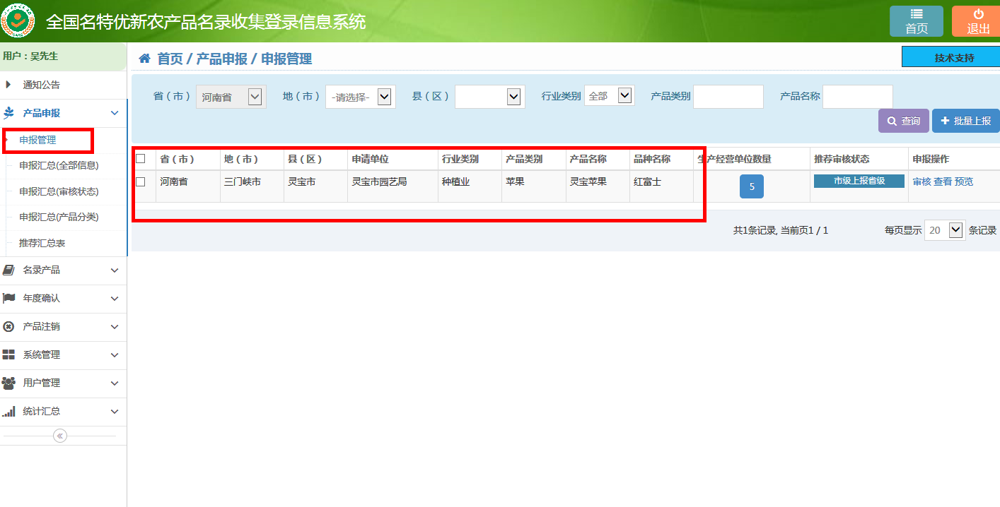 全国名特优新农产品名录收集登录信息系统
首页
退出
用户：吴先生
通知公告
产品申报
申报管理
申报汇总(全部信息)
申报汇总(审核状态)
申报汇总(产品分类)
推荐汇总表
名录产品
年度确认
产品注销
系统管理
用户管理
统计汇总
首页 / 产品申报 / 申报管理
技术支持
省（市） 河南省 地（市） -请选择- 县（区） 行业类别 全部 产品类别 产品名称
查询 批量上报
省（市） 地（市） 县（区） 申请单位 行业类别 产品类别 产品名称 品种名称 生产经营单位数量 推荐审核状态 申报操作
河南省 三门峡市 灵宝市 灵宝市园艺局 种植业 苹果 灵宝苹果 红富士 5 市级上报省级 审核 查看 预览
共1条记录, 当前页1 / 1 每页显示 20 条记录